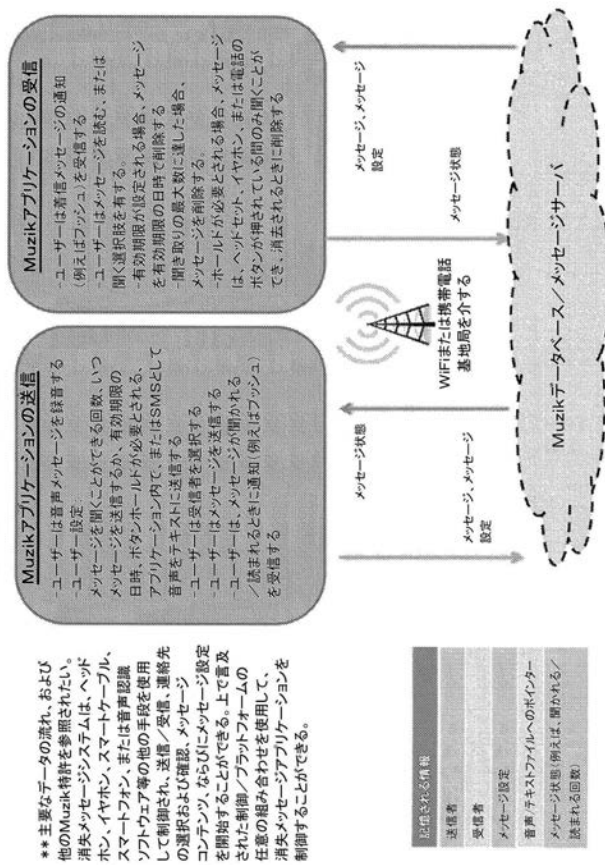 **主要なデータの流れ、および
他のMuzik特許を参照されたい。
消失メッセージシステムは、ヘッド
ホン、イヤホン、スマートケーブル、
スマートフォン、または音声認識
ソフトウェア等の他の手段を使用
して制御され、送信/受信、連絡先
の選択および確認、メッセージ
コンテンツ、ならびにメッセージ設定
を開始することができる。上で言及
された制御/プラットフォームの
任意の組み合わせを使用して、
消失メッセージアプリケーションを
制御することができる。
Muzikアプリケーションの送信
-ユーザーは音声メッセージを録音する
-ユーザー設定
メッセージを聞くことができる回数、いつ
メッセージを送信するか、有効期限の
日時、ボタンホールドが必要とされる、
アプリケーション内で、またはSMSとして
音声をテキストに送信する
-ユーザーは受信者を選択する
-ユーザーはメッセージを送信する
-ユーザーは、メッセージが聞かれる
/読まれるときに通知(例えばプッシュ)
を受信する
Muzikアプリケーションの受信
-ユーザーは着信メッセージの通知
(例えばプッシュ)を受信する
-ユーザーはメッセージを読む、または
聞く選択肢を有する。
-有効期限が設定される場合、メッセージ
を有効期限の日時で削除する
-聞き取りの最大数に達した場合、
メッセージを削除する。
-ホールドが必要とされる場合、メッセージ
は、ヘッドセット、イヤホン、または電話の
ボタンが押されている間のみ聞くことが
でき、消去されるときに削除する
メッセージ、メッセージ
設定
メッセージ状態
WiFiまたは携帯電話
基地局を介する
メッセージ状態
メッセージ、メッセージ
設定
Muzikデータベース/メッセージサーバ
記憶される情報
送信者
受信者
メッセージ設定
音声/テキストファイルへのポインター
メッセージ状態(例えば、聞かれる/
読まれる回数)